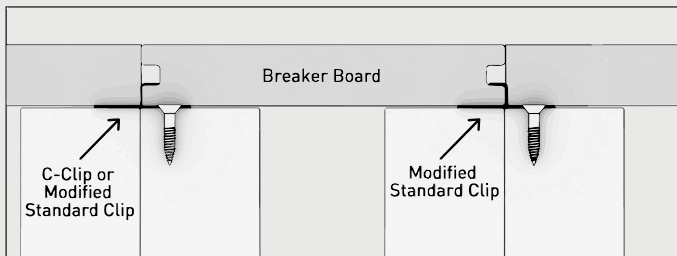 Breaker Board
C-Clip or
Modified
Standard Clip
Modified
Standard Clip